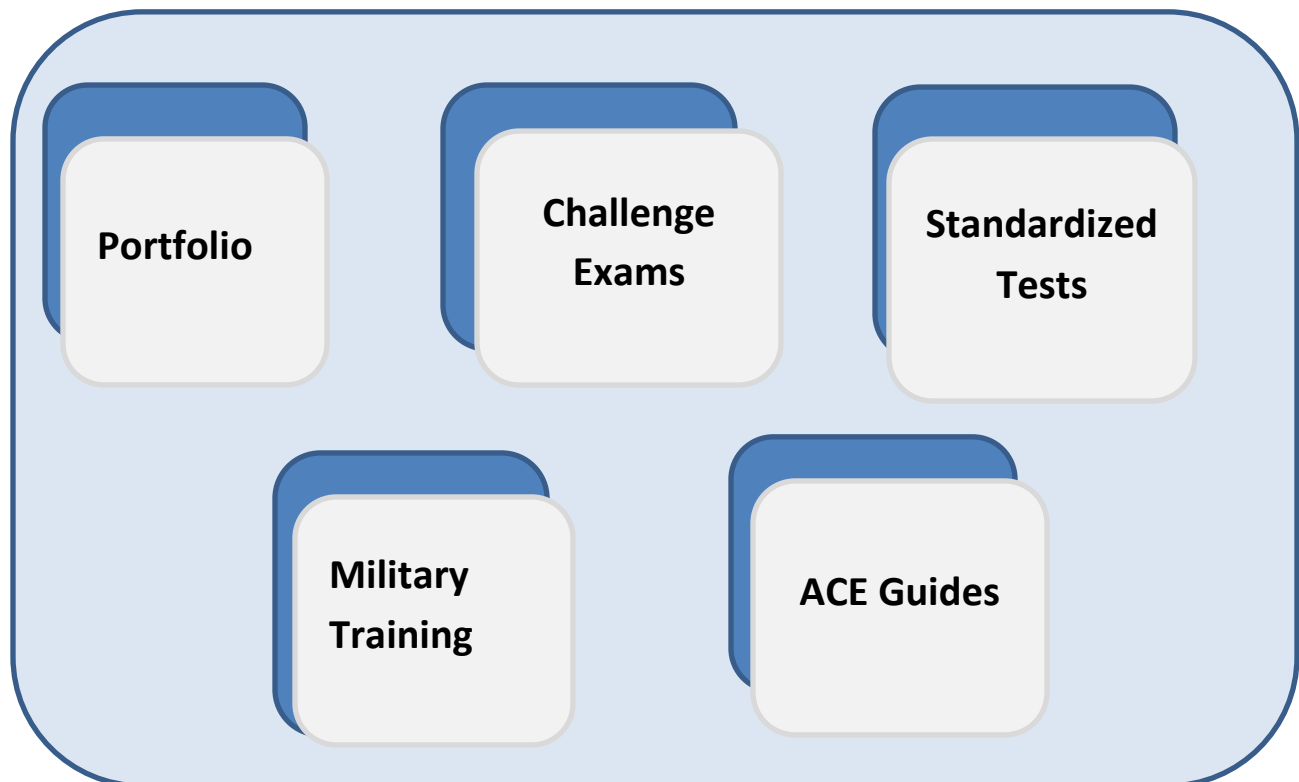 Portfolio
Challenge
Exams
Standardized
Tests
Military
Training
ACE Guides